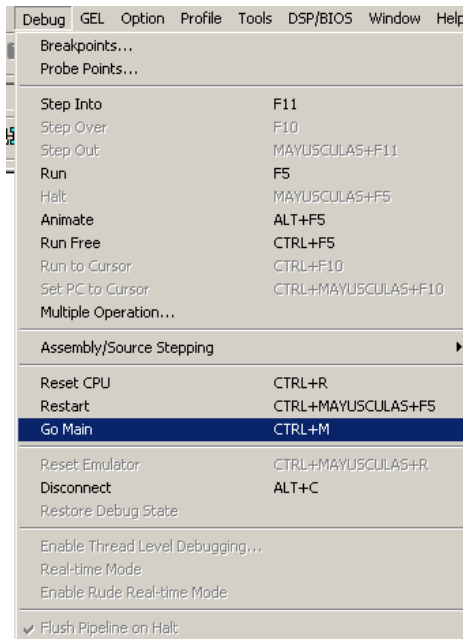 Debug GEL Option Profile Tools DSP/BIOS Window Help
Breakpoints...
Probe Points...
Step Into F11
Step Over F10
Step Out MAYUSCULAS+F11
Run F5
Halt MAYUSCULAS+F5
Animate ALT+F5
Run Free CTRL+F5
Run to Cursor CTRL+F10
Set PC to Cursor CTRL+MAYUSCULAS+F10
Multiple Operation...
Assembly/Source Stepping
Reset CPU CTRL+R
Restart CTRL+MAYUSCULAS+F5
Go Main CTRL+M
Reset Emulator CTRL+MAYUSCULAS+R
Disconnect ALT+C
Restore Debug State
Enable Thread Level Debugging...
Real-time Mode
Enable Rude Real-time Mode
Flush Pipeline on Halt